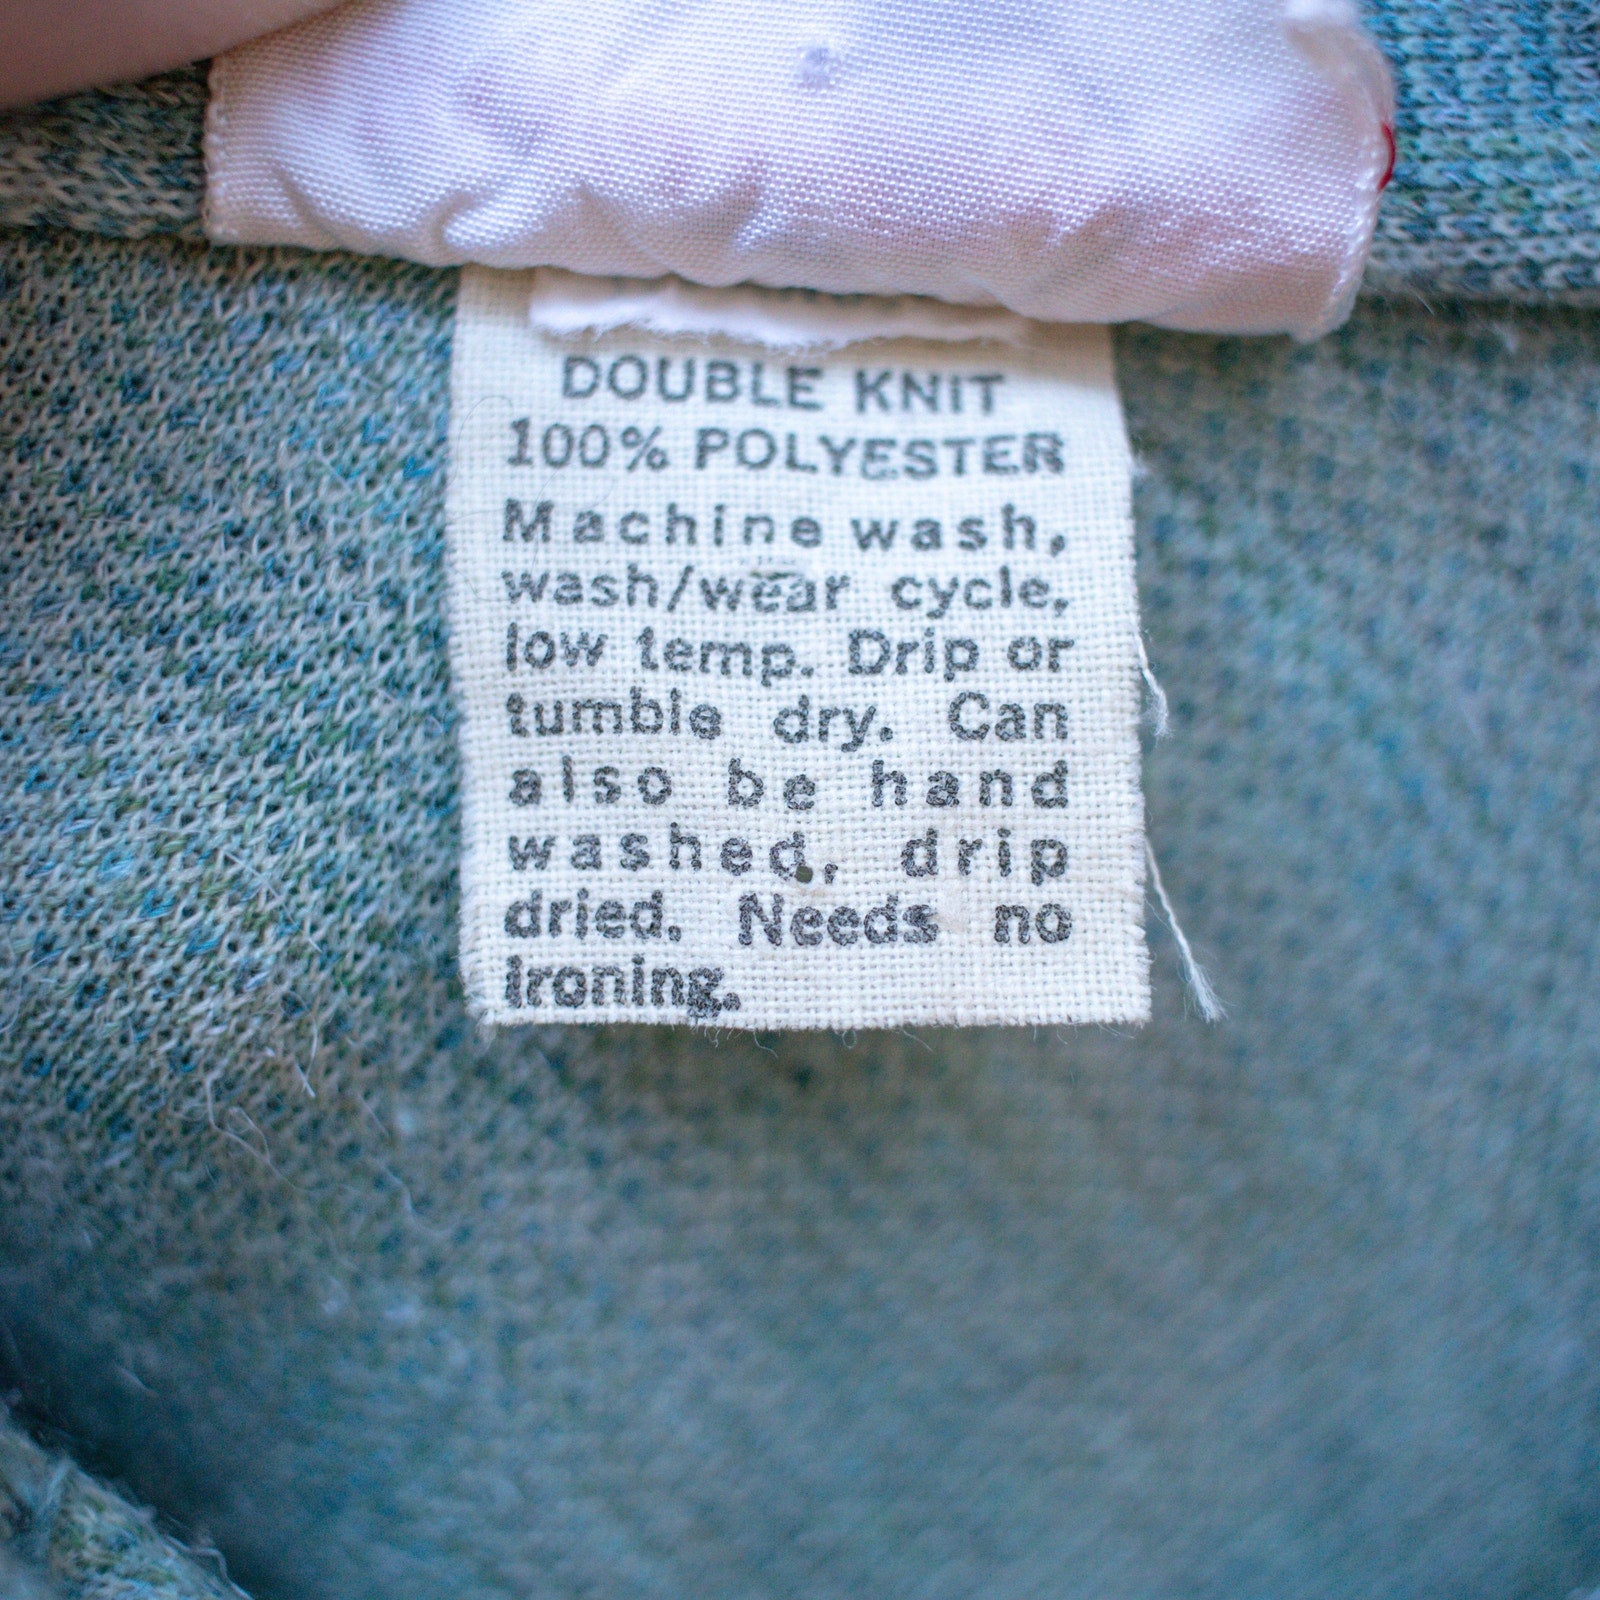 DOUBLE KNIT
100% POLYESTER
Machine wash,
wash/wear cycle,
low temp. Drip or
tumble dry. Can
also be hand
washed, drip
dried. Needs no
ironing.